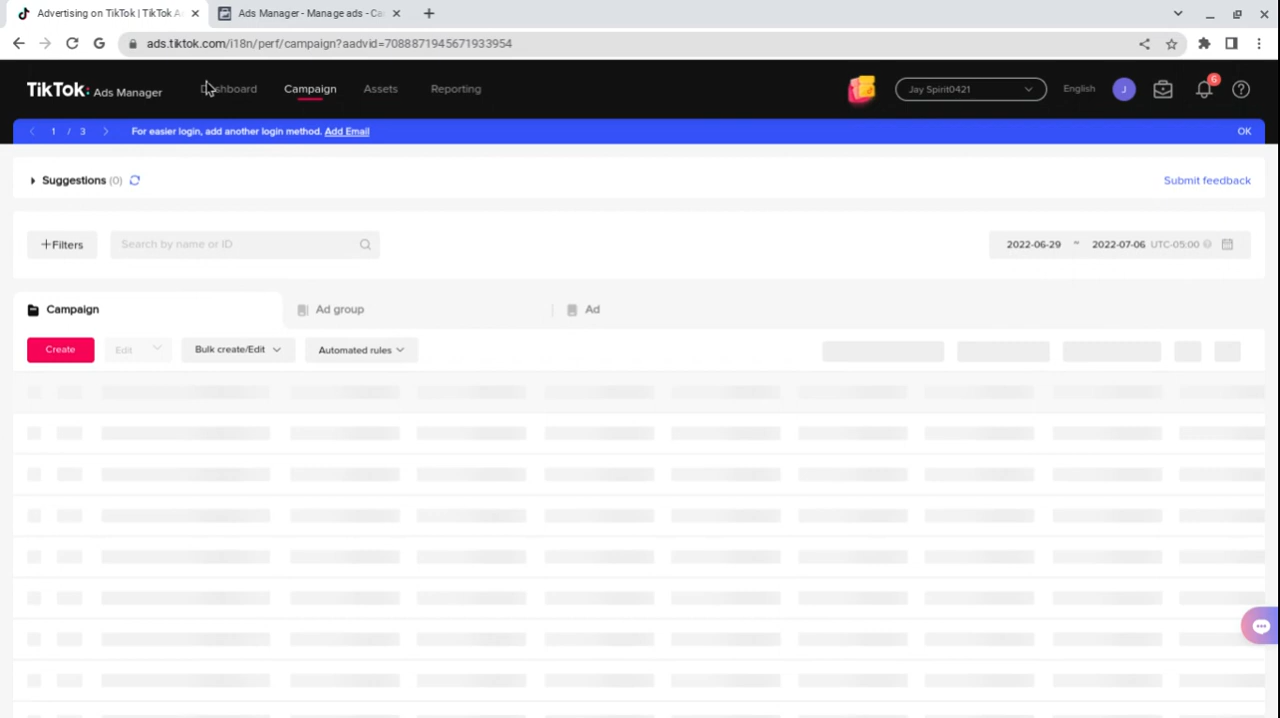 Advertising on TikTok | TikTok A
Ads Manager - Manage ads - Ca
ads.tiktok.com/i18n/perf/campaign?aadvid=7088871945671933954
TikTok: Ads Manager
Dashboard
Campaign
Assets
Reporting
Jay Spirit0421
English
J
6
1 / 3
For easier login, add another login method. Add Email
OK
Suggestions (0)
Submit feedback
+Filters
Search by name or ID
2022-06-29 ~ 2022-07-06 UTC-05:00
Campaign
Ad group
Ad
Create
Edit
Bulk create/Edit
Automated rules